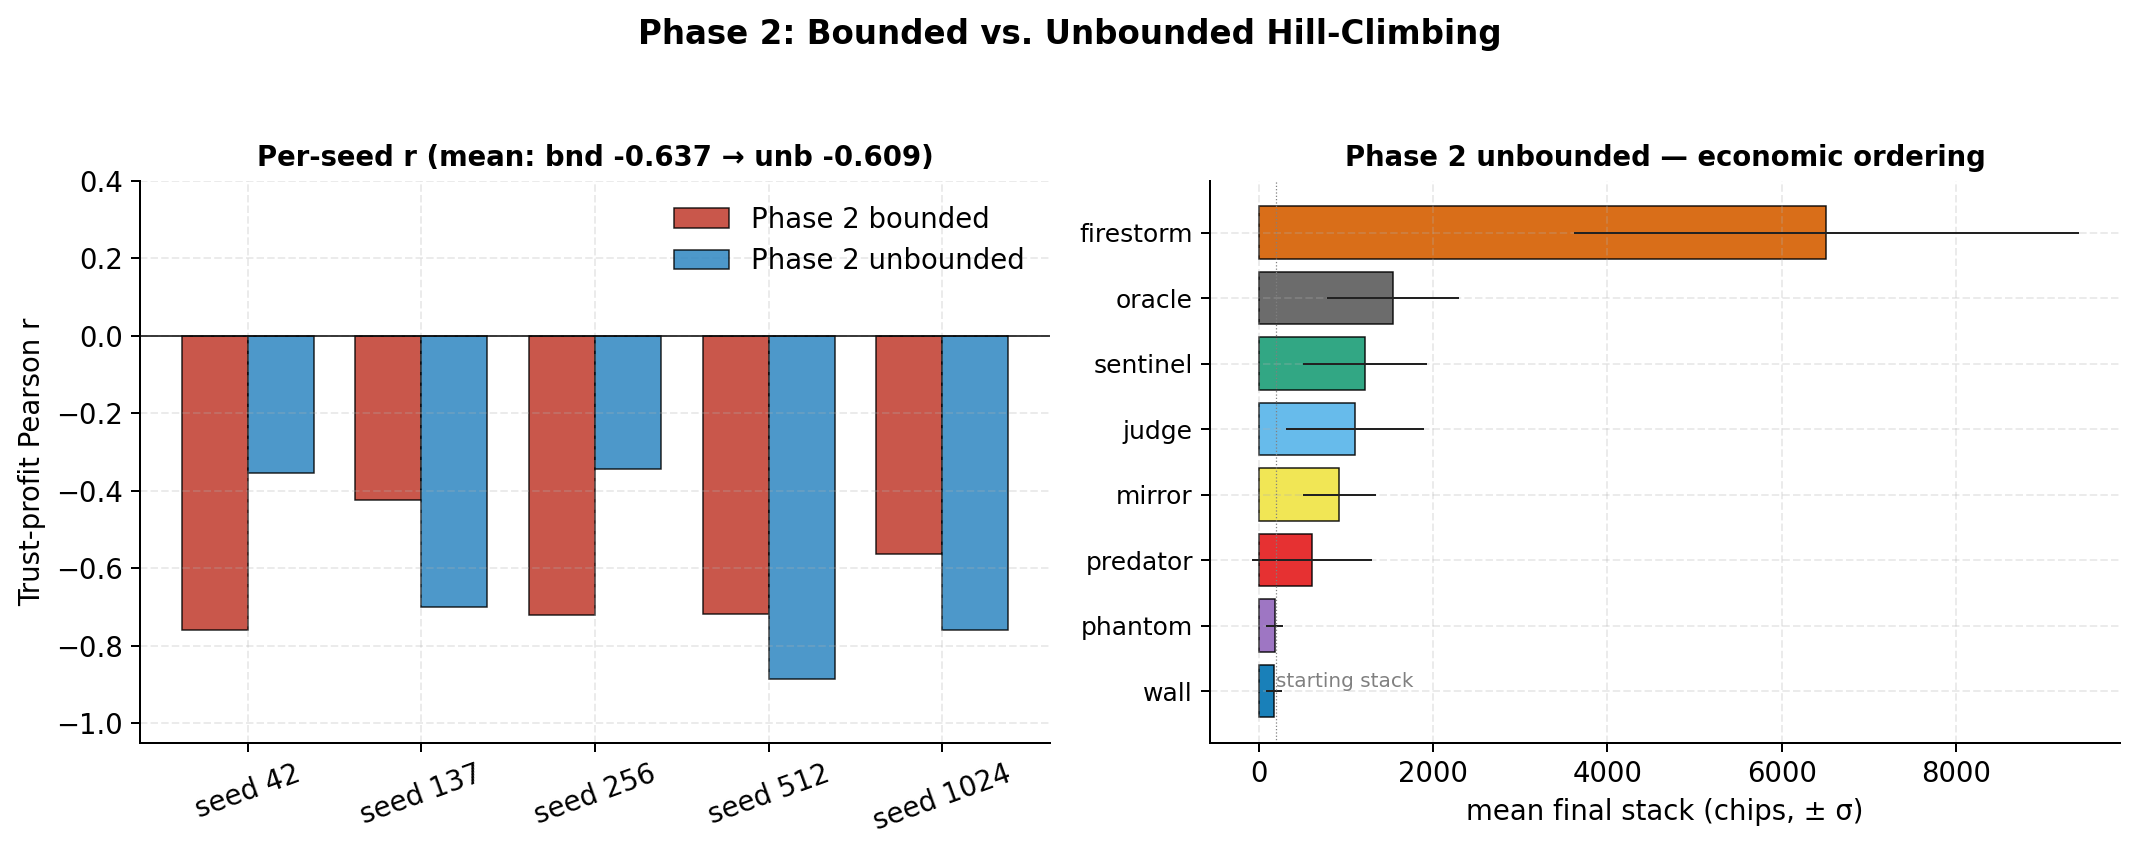 Phase 2: Bounded vs. Unbounded Hill-Climbing
Per-seed r (mean: bnd -0.637 → unb -0.609)
Trust-profit Pearson r
0.4
0.2
0.0
−0.2
−0.4
−0.6
−0.8
−1.0
Phase 2 bounded
Phase 2 unbounded
seed 42
seed 137
seed 256
seed 512
seed 1024
Phase 2 unbounded — economic ordering
firestorm
oracle
sentinel
judge
mirror
predator
phantom
wall
starting stack
0
2000
4000
6000
8000
mean final stack (chips, ± σ)